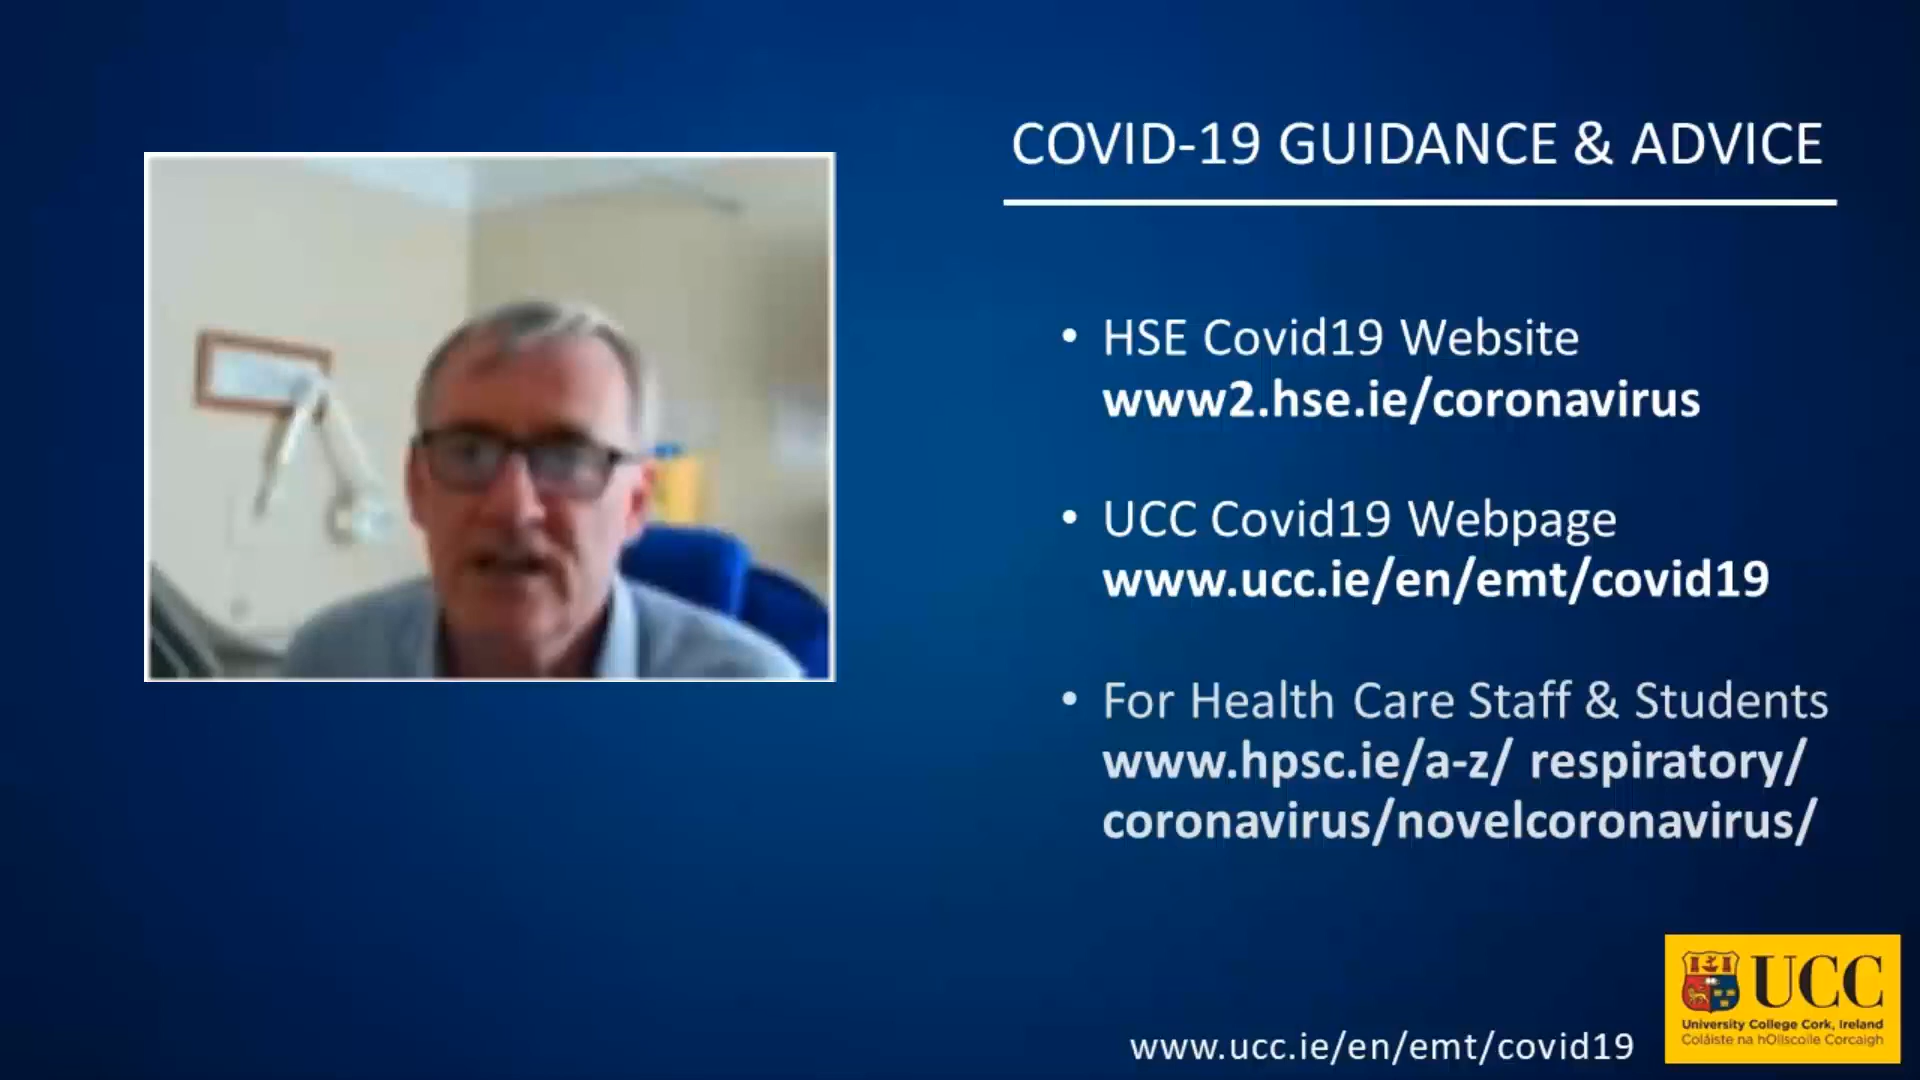 COVID-19 GUIDANCE & ADVICE
• HSE Covid19 Website
www2.hse.ie/coronavirus
• UCC Covid19 Webpage
www.ucc.ie/en/emt/covid19
• For Health Care Staff & Students
www.hpsc.ie/a-z/ respiratory/
coronavirus/novelcoronavirus/
UCC
University College Cork, Ireland
Coláiste na hOllscoile Corcaigh
www.ucc.ie/en/emt/covid19